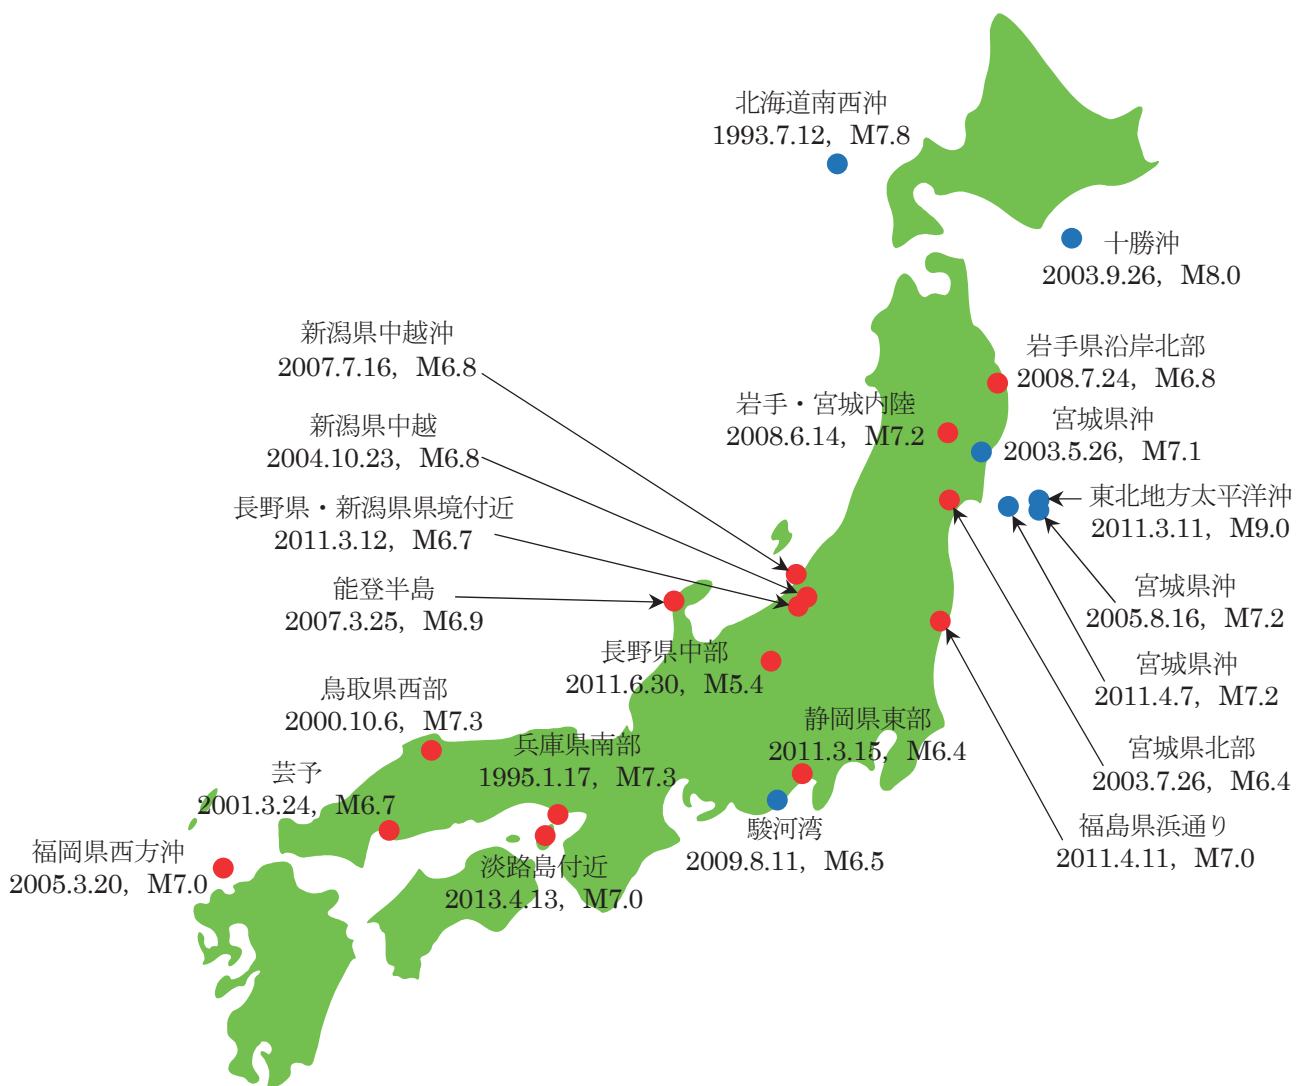 北海道南西沖
1993.7.12, M7.8
十勝沖
2003.9.26, M8.0
新潟県中越沖
2007.7.16, M6.8
岩手県沿岸北部
2008.7.24, M6.8
岩手・宮城内陸
2008.6.14, M7.2
新潟県中越
2004.10.23, M6.8
宮城県沖
2003.5.26, M7.1
長野県・新潟県県境付近
2011.3.12, M6.7
東北地方太平洋沖
2011.3.11, M9.0
能登半島
2007.3.25, M6.9
宮城県沖
2005.8.16, M7.2
長野県中部
2011.6.30, M5.4
宮城県沖
2011.4.7, M7.2
鳥取県西部
2000.10.6, M7.3
静岡県東部
2011.3.15, M6.4
兵庫県南部
1995.1.17, M7.3
宮城県北部
2003.7.26, M6.4
芸予
2001.3.24, M6.7
駿河湾
2009.8.11, M6.5
福島県浜通り
2011.4.11, M7.0
福岡県西方沖
2005.3.20, M7.0
淡路島付近
2013.4.13, M7.0